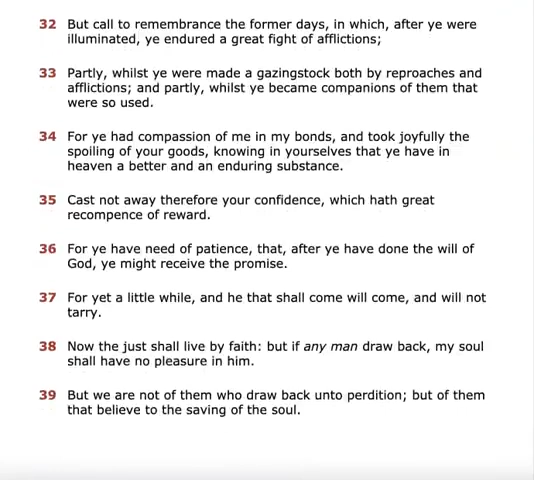 32 But call to remembrance the former days, in which, after ye were
illuminated, ye endured a great fight of afflictions;
33 Partly, whilst ye were made a gazingstock both by reproaches and
afflictions; and partly, whilst ye became companions of them that
were so used.
34 For ye had compassion of me in my bonds, and took joyfully the
spoiling of your goods, knowing in yourselves that ye have in
heaven a better and an enduring substance.
35 Cast not away therefore your confidence, which hath great
recompence of reward.
36 For ye have need of patience, that, after ye have done the will of
God, ye might receive the promise.
37 For yet a little while, and he that shall come will come, and will not
tarry.
38 Now the just shall live by faith: but if any man draw back, my soul
shall have no pleasure in him.
39 But we are not of them who draw back unto perdition; but of them
that believe to the saving of the soul.